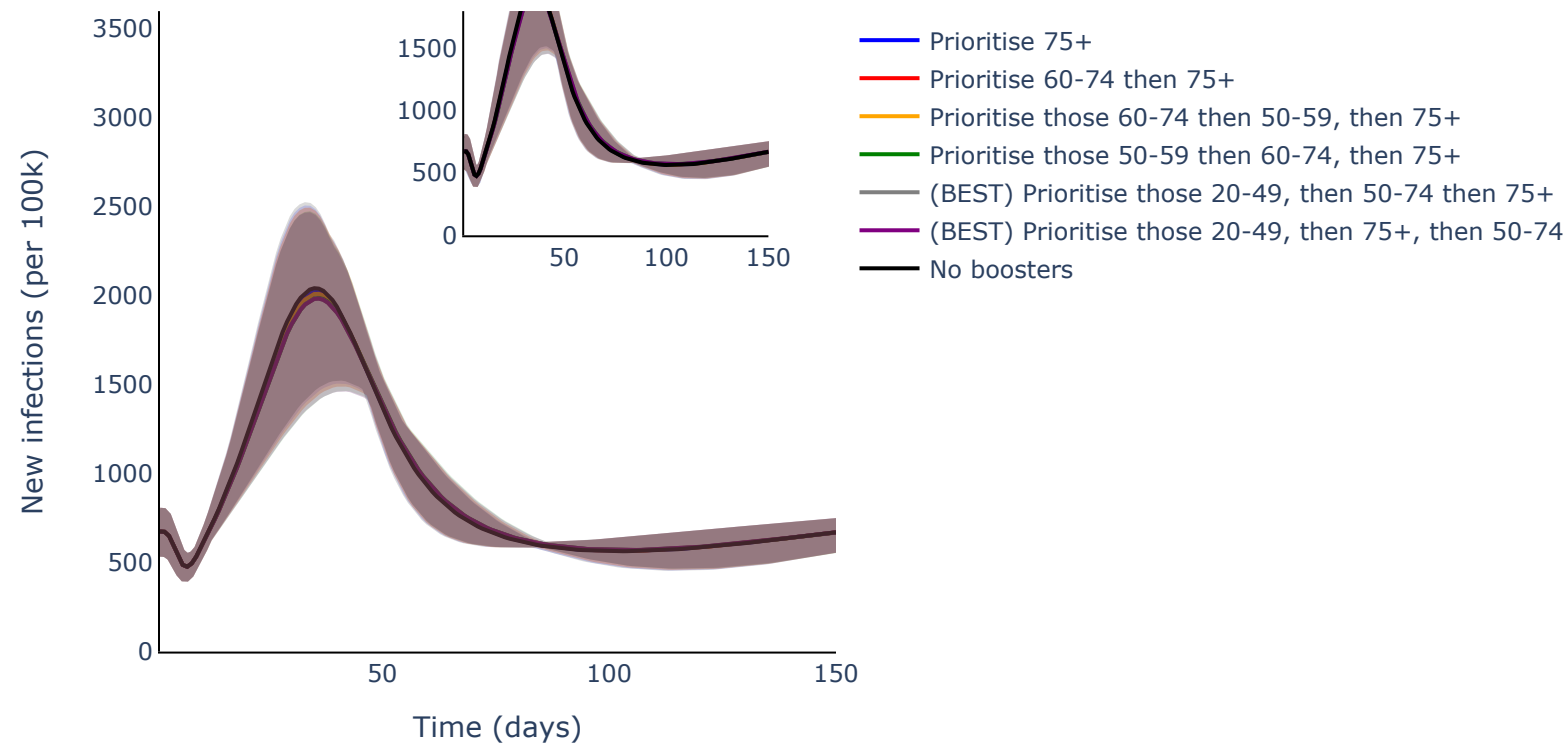 New infections (per 100k)
3500
3000
2500
2000
1500
1000
500
0
50
100
150
Time (days)
1500
1000
500
0
50
100
150
Prioritise 75+
Prioritise 60-74 then 75+
Prioritise those 60-74 then 50-59, then 75+
Prioritise those 50-59 then 60-74, then 75+
(BEST) Prioritise those 20-49, then 50-74 then 75+
(BEST) Prioritise those 20-49, then 75+, then 50-74
No boosters